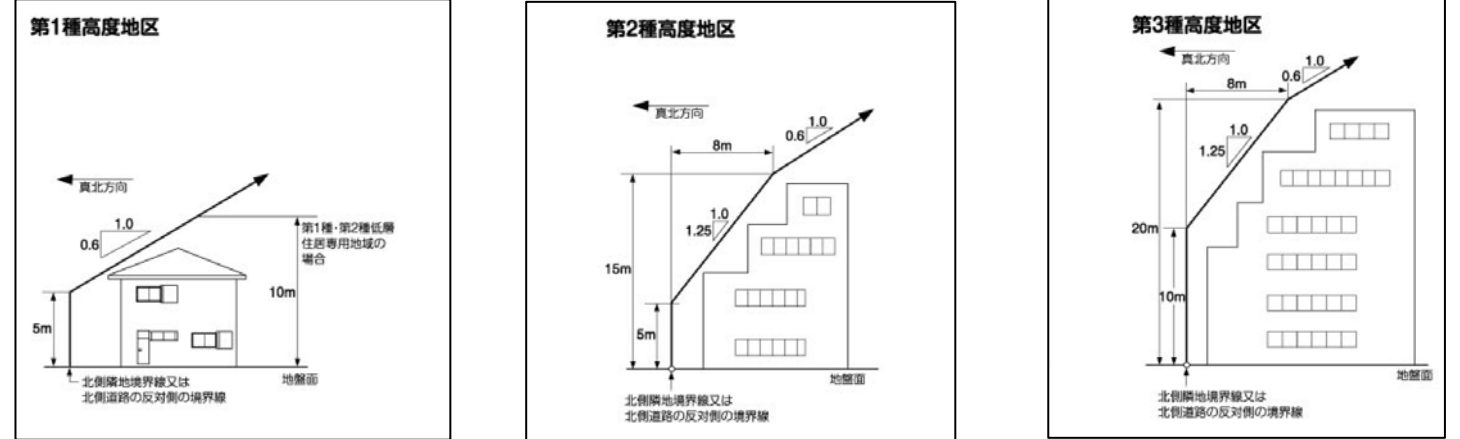 第1種高度地区
真北方向
1.0
0.6
第1種・第2種低層
住居専用地域の
場合
10m
5m
地盤面
北側隣地境界線又は
北側道路の反対側の境界線
第2種高度地区
真北方向
1.0
0.6
8m
1.0
1.25
15m
5m
地盤面
北側隣地境界線又は
北側道路の反対側の境界線
第3種高度地区
真北方向
1.0
0.6
8m
1.0
1.25
20m
10m
地盤面
北側隣地境界線又は
北側道路の反対側の境界線